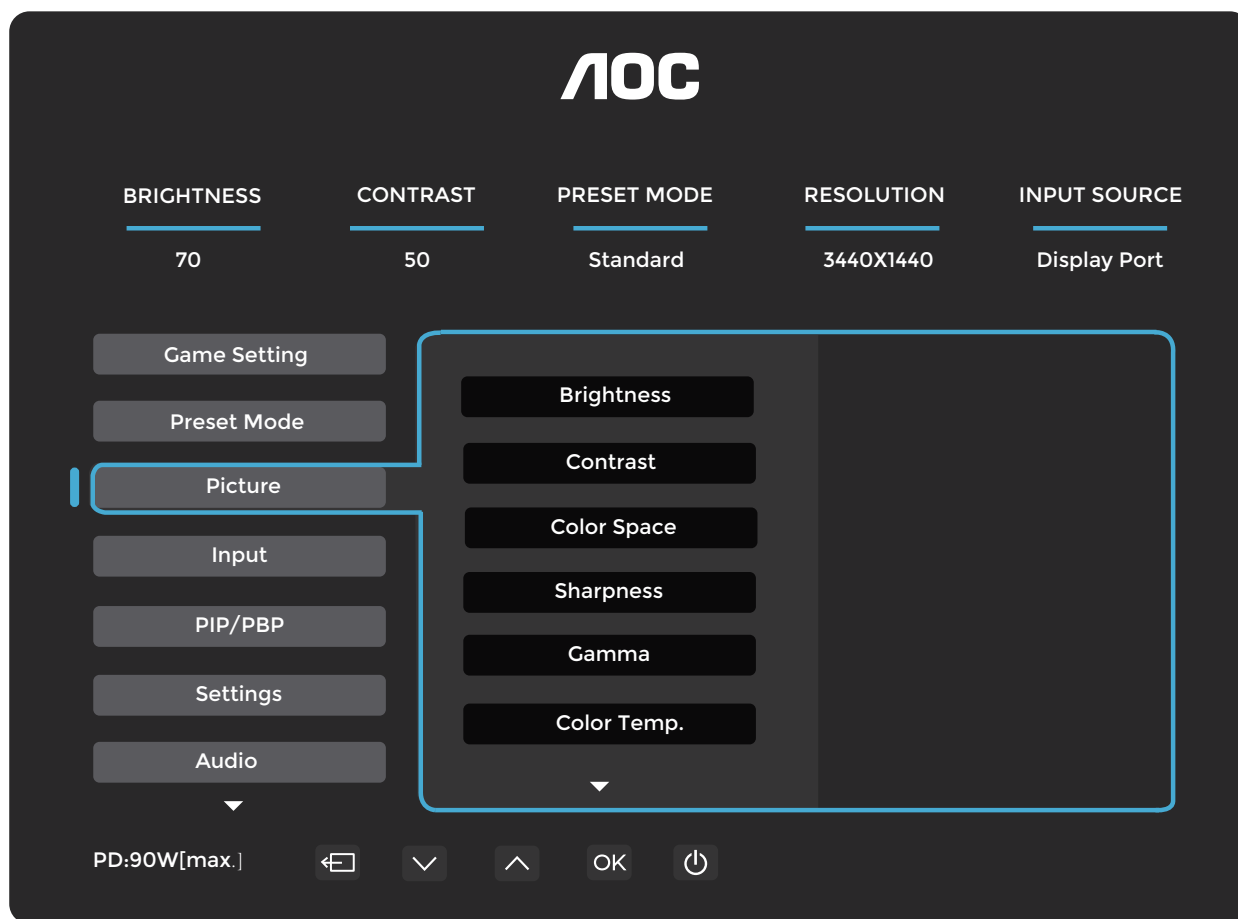 AOC
BRIGHTNESS CONTRAST PRESET MODE RESOLUTION INPUT SOURCE
70 50 Standard 3440X1440 Display Port
Game Setting
Preset Mode
Picture
Input
PIP/PBP
Settings
Audio
Brightness
Contrast
Color Space
Sharpness
Gamma
Color Temp.
PD:90W[max.]
OK